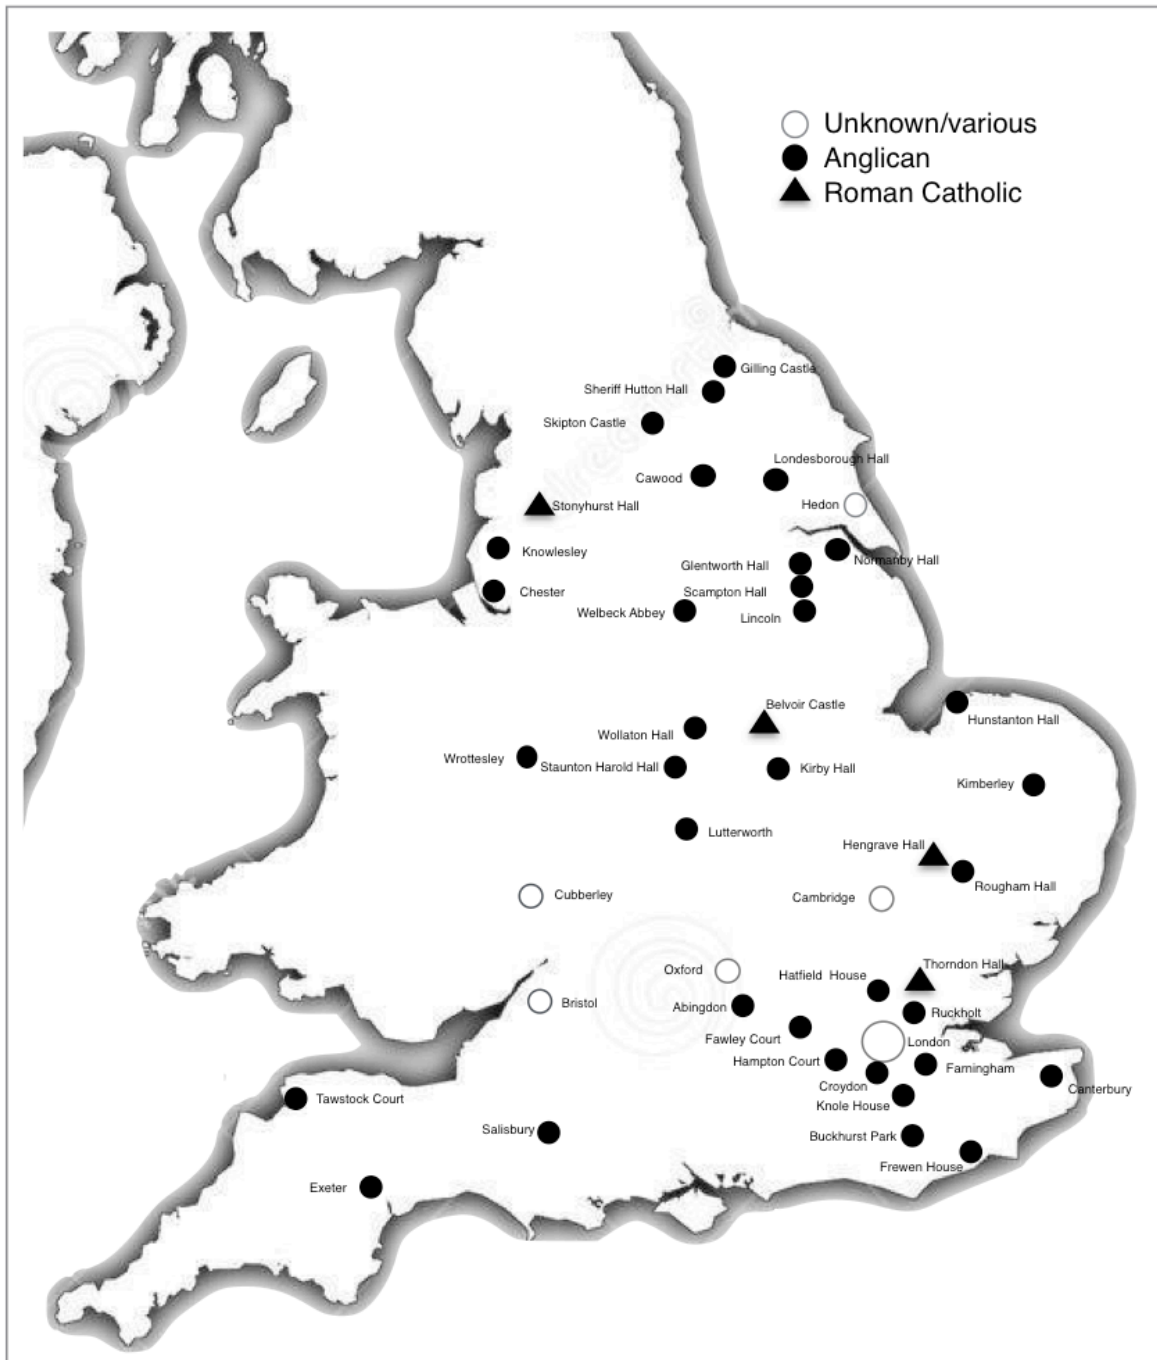 Unknown/various
Anglican
Roman Catholic
Gilling Castle
Sheriff Hutton Hall
Skipton Castle
Londesborough Hall
Cawood
Hedon
Stonyhurst Hall
Knowlesley
Normanby Hall
Glentworth Hall
Chester
Scampton Hall
Welbeck Abbey
Lincoln
Belvoir Castle
Hunstanton Hall
Wollaton Hall
Wrottesley
Staunton Harold Hall
Kirby Hall
Kimberley
Lutterworth
Hengrave Hall
Rougham Hall
Cubberley
Cambridge
Thorndon Hall
Oxford
Hatfield House
Bristol
Abingdon
Ruckholt
Fawley Court
London
Hampton Court
Farningham
Croydon
Canterbury
Tawstock Court
Knole House
Salisbury
Buckhurst Park
Frewen House
Exeter